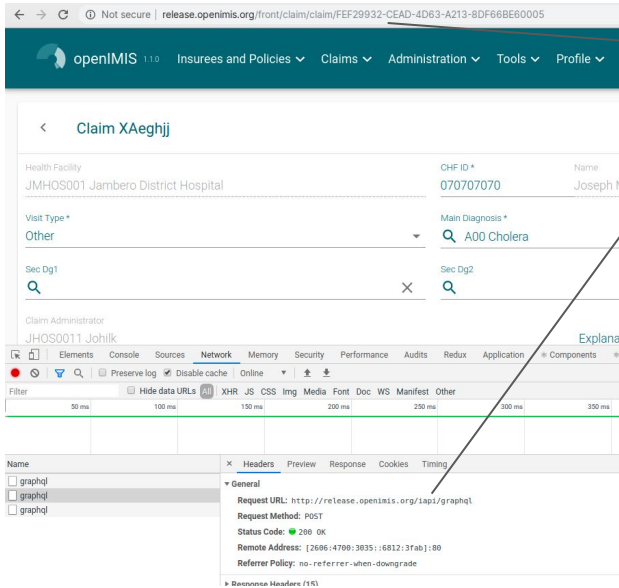 Not secure | release.openimis.org/front/claim/claim/FEF29932-CEAD-4D63-A213-8DF66BE60005
openIMIS 1.1.0 Insurees and Policies Claims Administration Tools Profile
Claim XAeghjj
Health Facility CHF ID * Name
JMHOS001 Jambero District Hospital 070707070 Joseph
Visit Type * Main Diagnosis *
Other A00 Cholera
Sec Dg1 Sec Dg2
Claim Administrator
JHOS0011 Johilk Explana
Elements Console Sources Network Memory Security Performance Audits Redux Application Components
Preserve log Disable cache Online
Filter Hide data URLs All XHR JS CSS Img Media Font Doc WS Manifest Other
50 ms 100 ms 150 ms 200 ms 250 ms 300 ms 350 ms
Name × Headers Preview Response Cookies Timing
graphql General
graphql Request URL: http://release.openimis.org/iapi/graphql
graphql Request Method: POST
Status Code: 200 OK
Remote Address: [2606:4700:3035::6812:3fab]:80
Referrer Policy: no-referrer-when-downgrade
Response Headers (15)